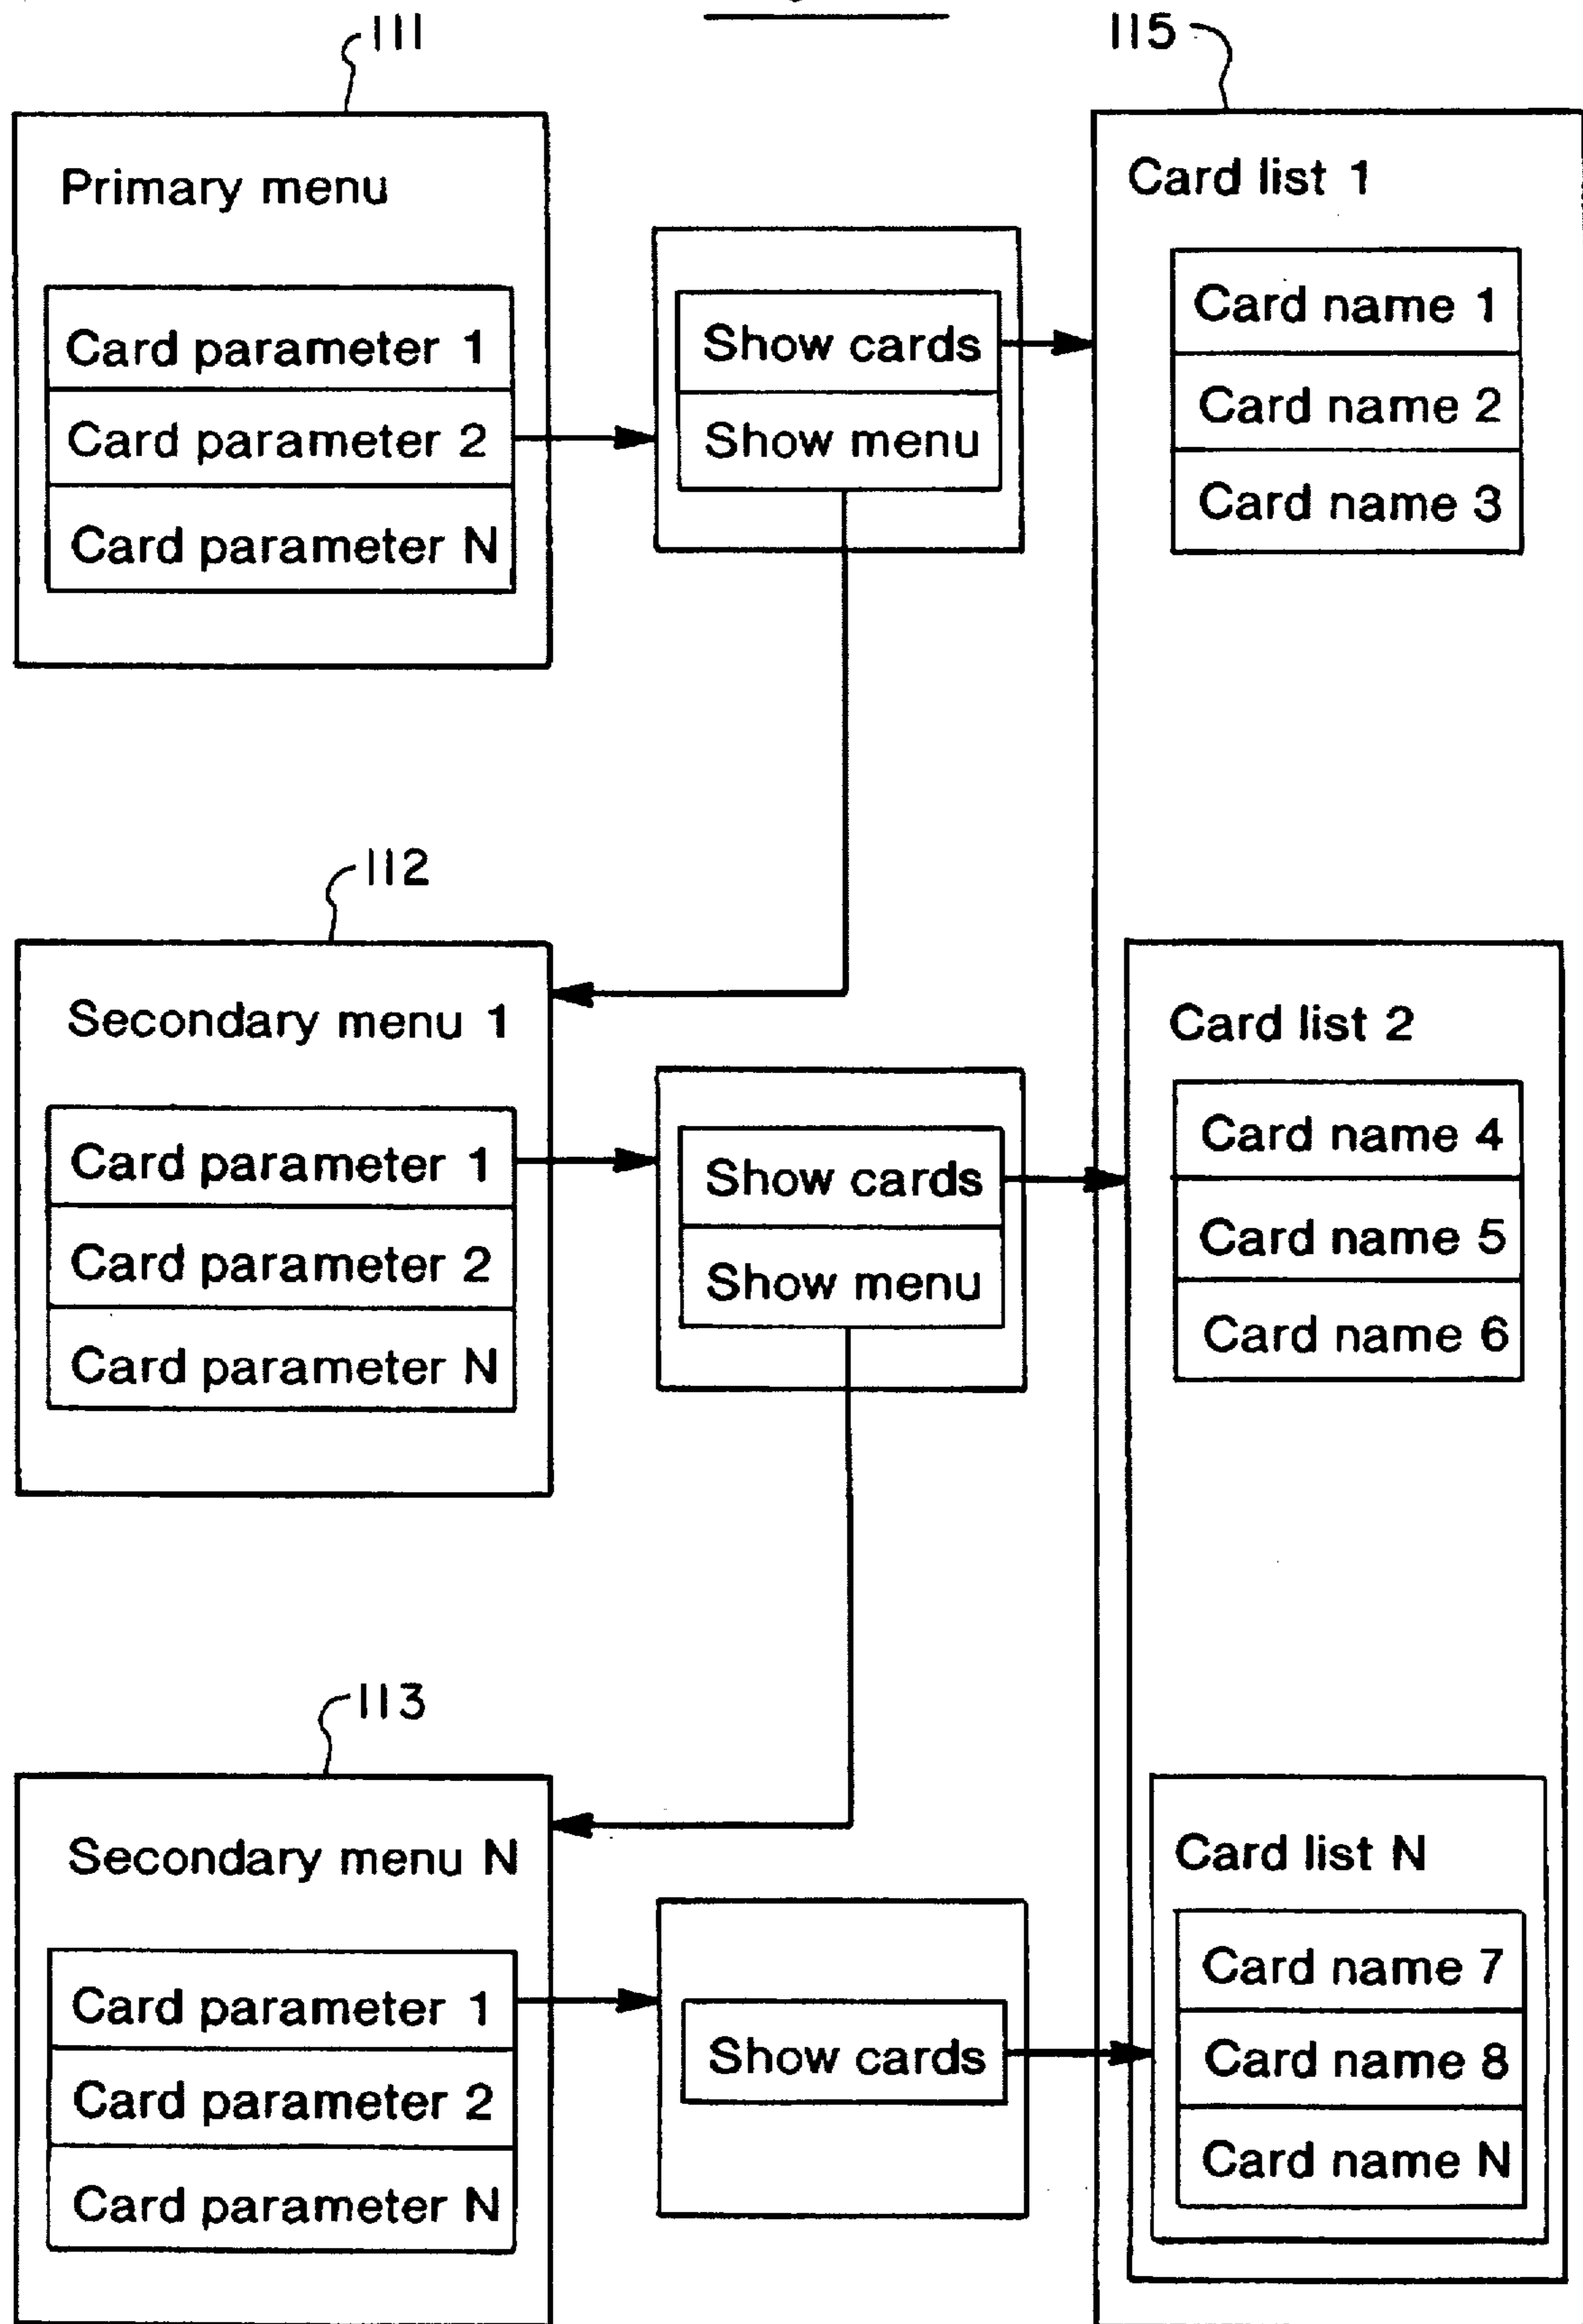 111
115
Primary menu
Card parameter 1
Card parameter 2
Card parameter N
Show cards
Show menu
Card list 1
Card name 1
Card name 2
Card name 3
112
Secondary menu 1
Card parameter 1
Card parameter 2
Card parameter N
Show cards
Show menu
Card list 2
Card name 4
Card name 5
Card name 6
113
Secondary menu N
Card parameter 1
Card parameter 2
Card parameter N
Show cards
Card list N
Card name 7
Card name 8
Card name N